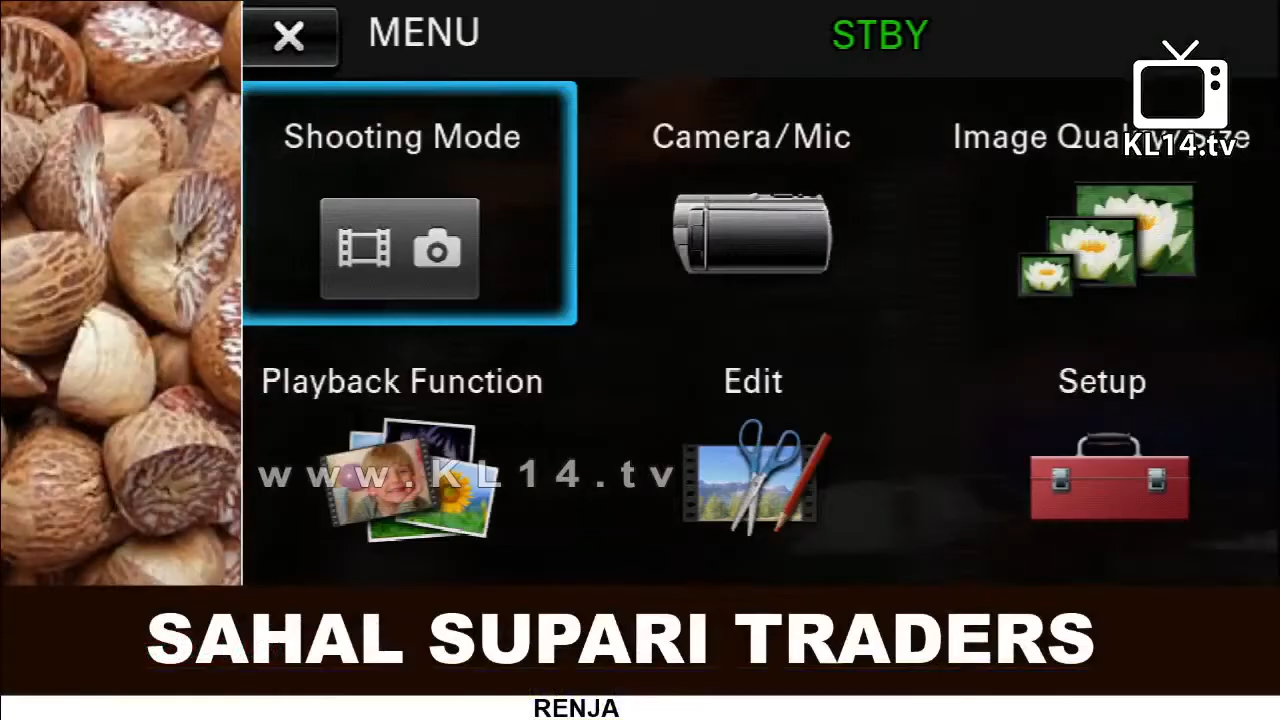 MENU
STBY
KL14.tv
Shooting Mode
Camera/Mic
Image Quality/Size
Playback Function
Edit
Setup
www.KL14.tv
SAHAL SUPARI TRADERS
RENJA